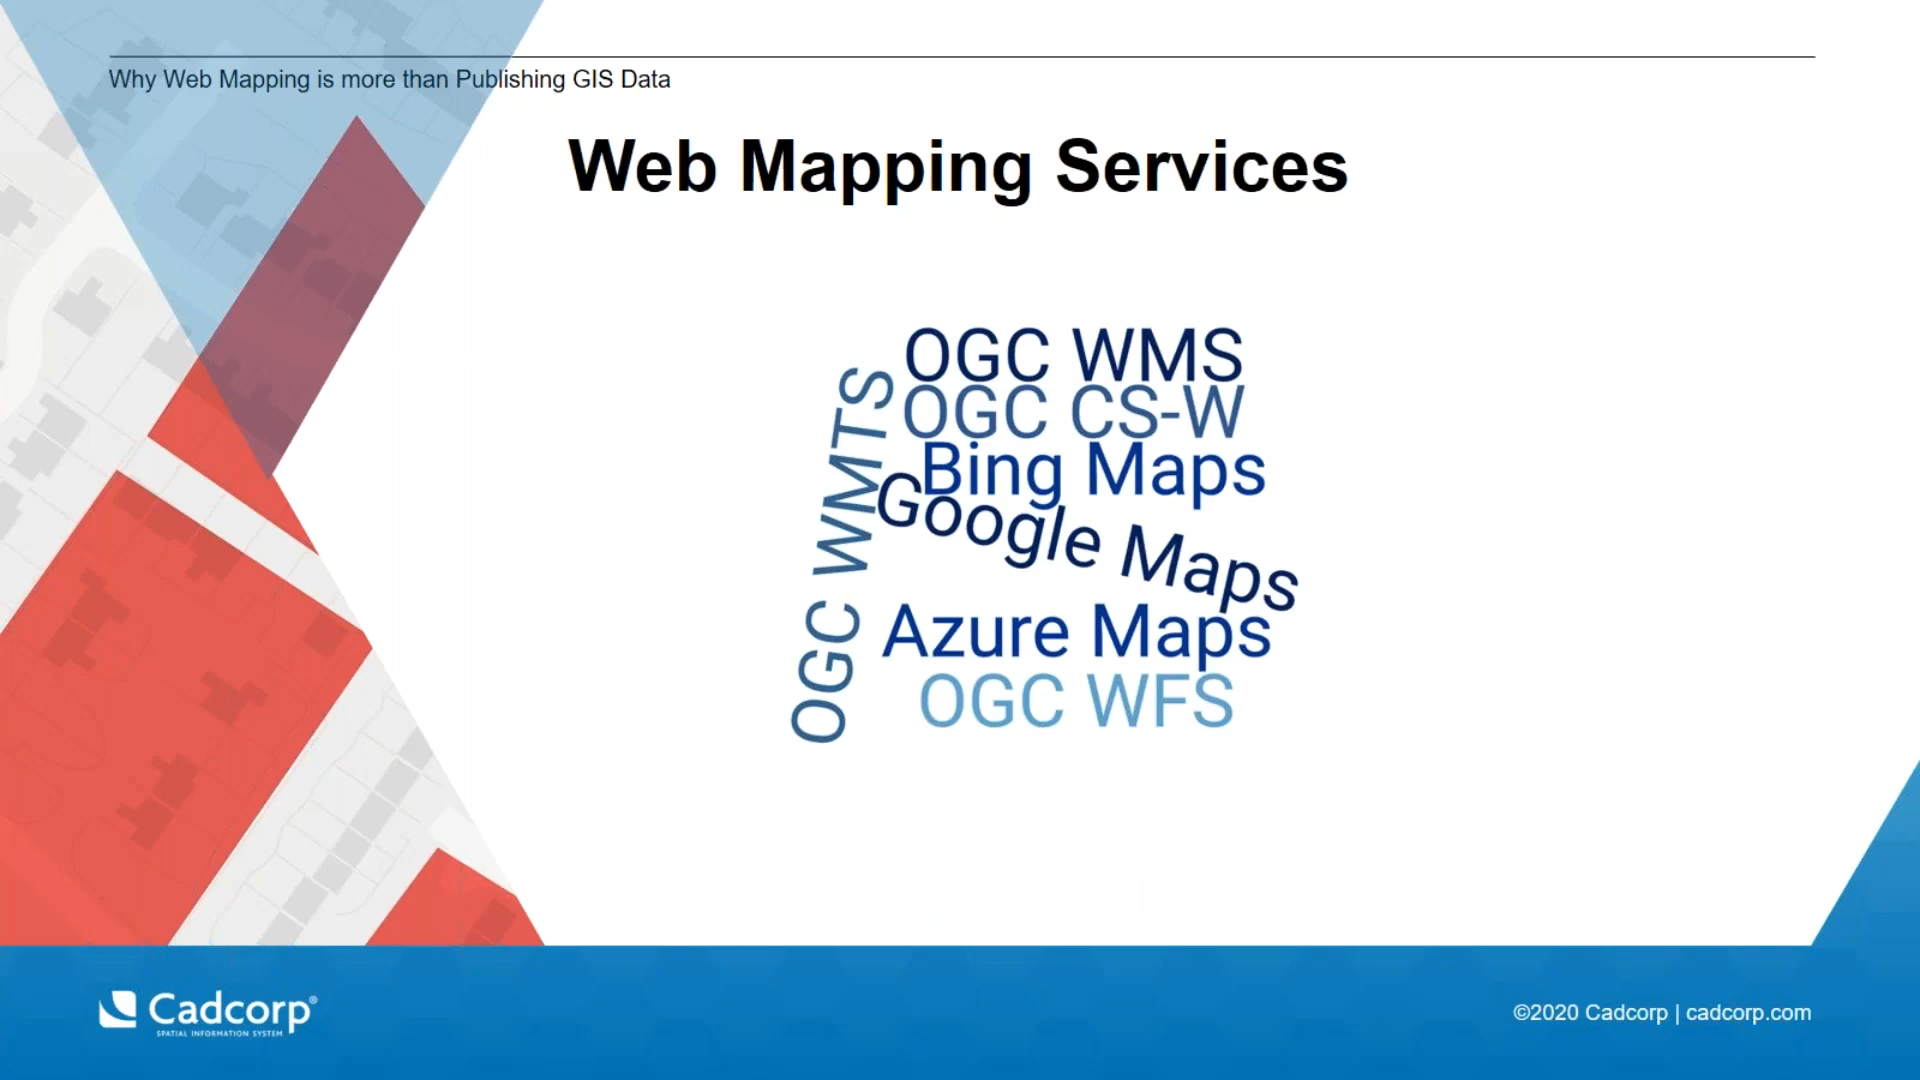 Why Web Mapping is more than Publishing GIS Data
Web Mapping Services
OGC WMS
OGC CS-W
Bing Maps
Google Maps
Azure Maps
OGC WFS
OGC WMTS
Cadcorp®
SPATIAL INFORMATION SYSTEM
©2020 Cadcorp | cadcorp.com